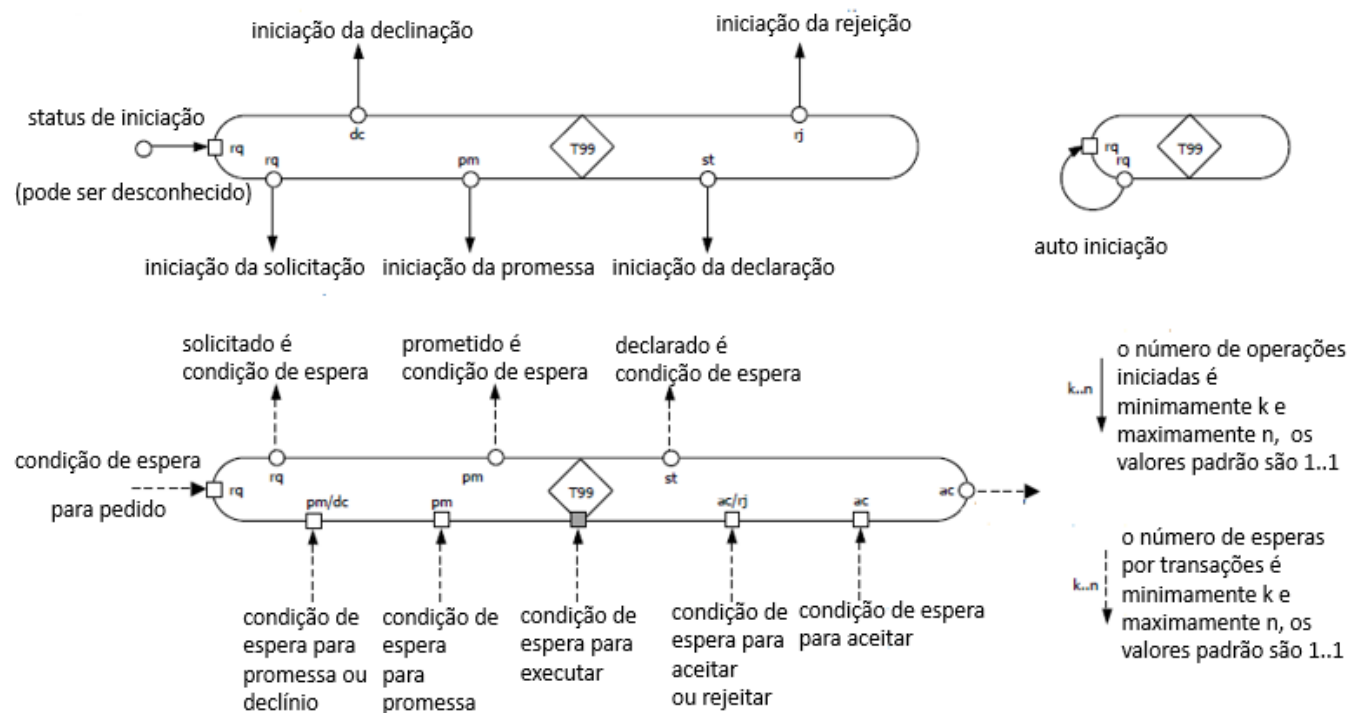 iniciação da declinação
iniciação da rejeição
status de iniciação
(pode ser desconhecido)
rq
rq
dc
pm
T99
st
rj
iniciação da solicitação
iniciação da promessa
iniciação da declaração
rq
rq
T99
auto iniciação
solicitado é
condição de espera
prometido é
condição de espera
declarado é
condição de espera
condição de espera
para pedido
rq
rq
pm/dc
pm
pm
T99
st
ac/rj
ac
ac
condição de
espera para
promessa ou
declínio
condição de
espera
para
promessa
condição de
espera para
executar
condição de
espera para
aceitar
ou rejeitar
condição de espera
para aceitar
k..n
o número de operações
iniciadas é
minimamente k e
maximamente n, os
valores padrão são 1..1
k..n
o número de esperas
por transações é
minimamente k e
maximamente n, os
valores padrão são 1..1